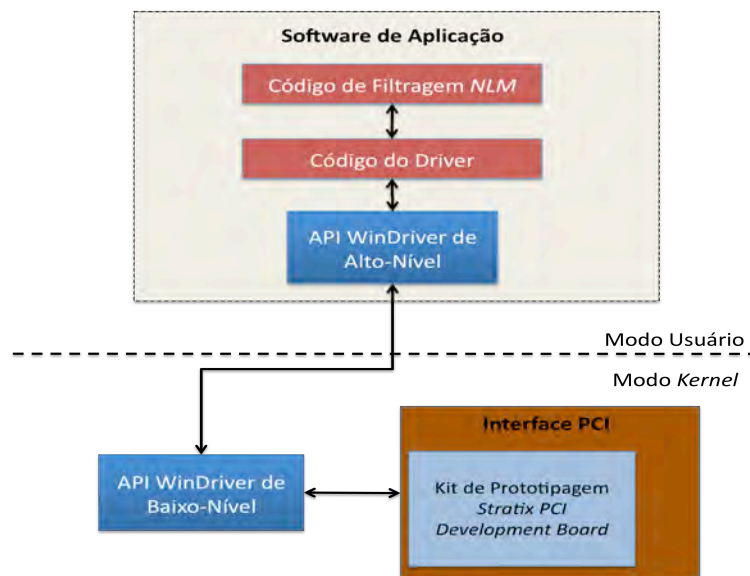 Software de Aplicação
Código de Filtragem NLM
Código do Driver
API WinDriver de
Alto-Nível
Modo Usuário
Modo Kernel
Interface PCI
API WinDriver de
Baixo-Nível
Kit de Prototipagem
Stratix PCI
Development Board